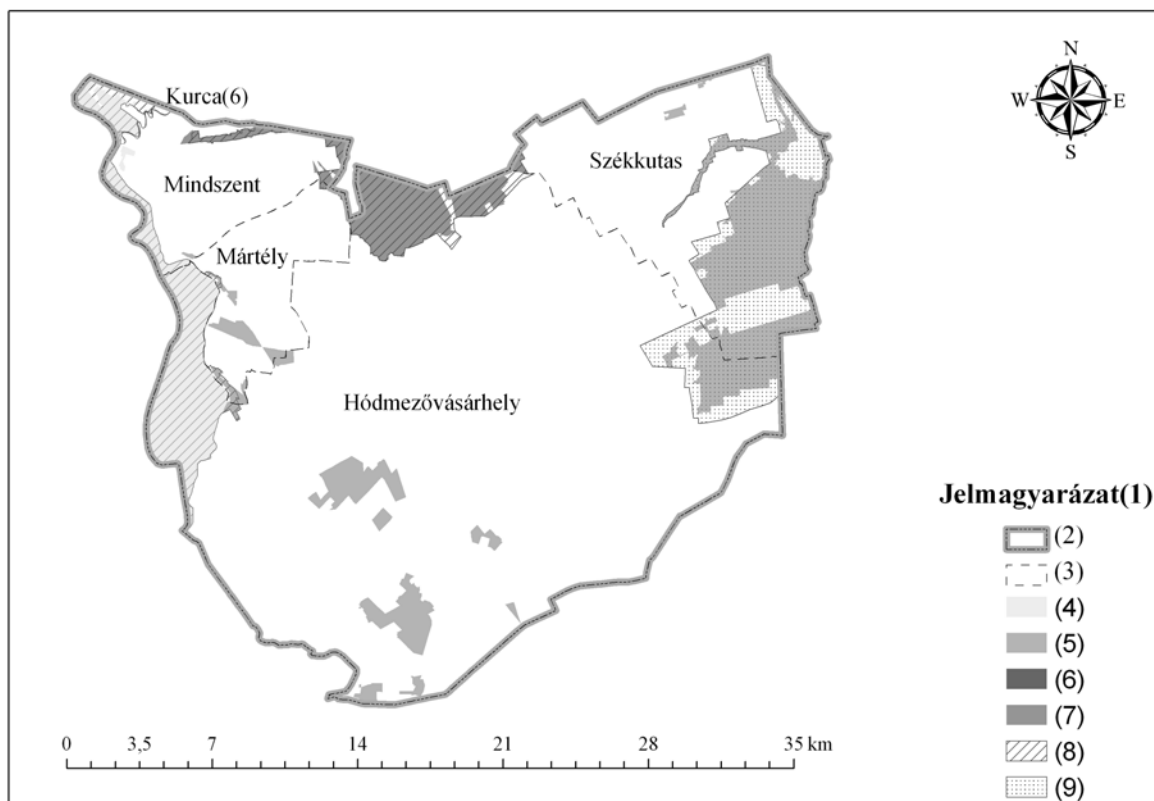 N
W E
S
Kurca(6)
Mindszent
Székkutas
Mártély
Hódmezővásárhely
Jelmagyarázat(1)
(2)
(3)
(4)
(5)
(6)
(7)
(8)
(9)
0 3,5 7 14 21 28 35 km